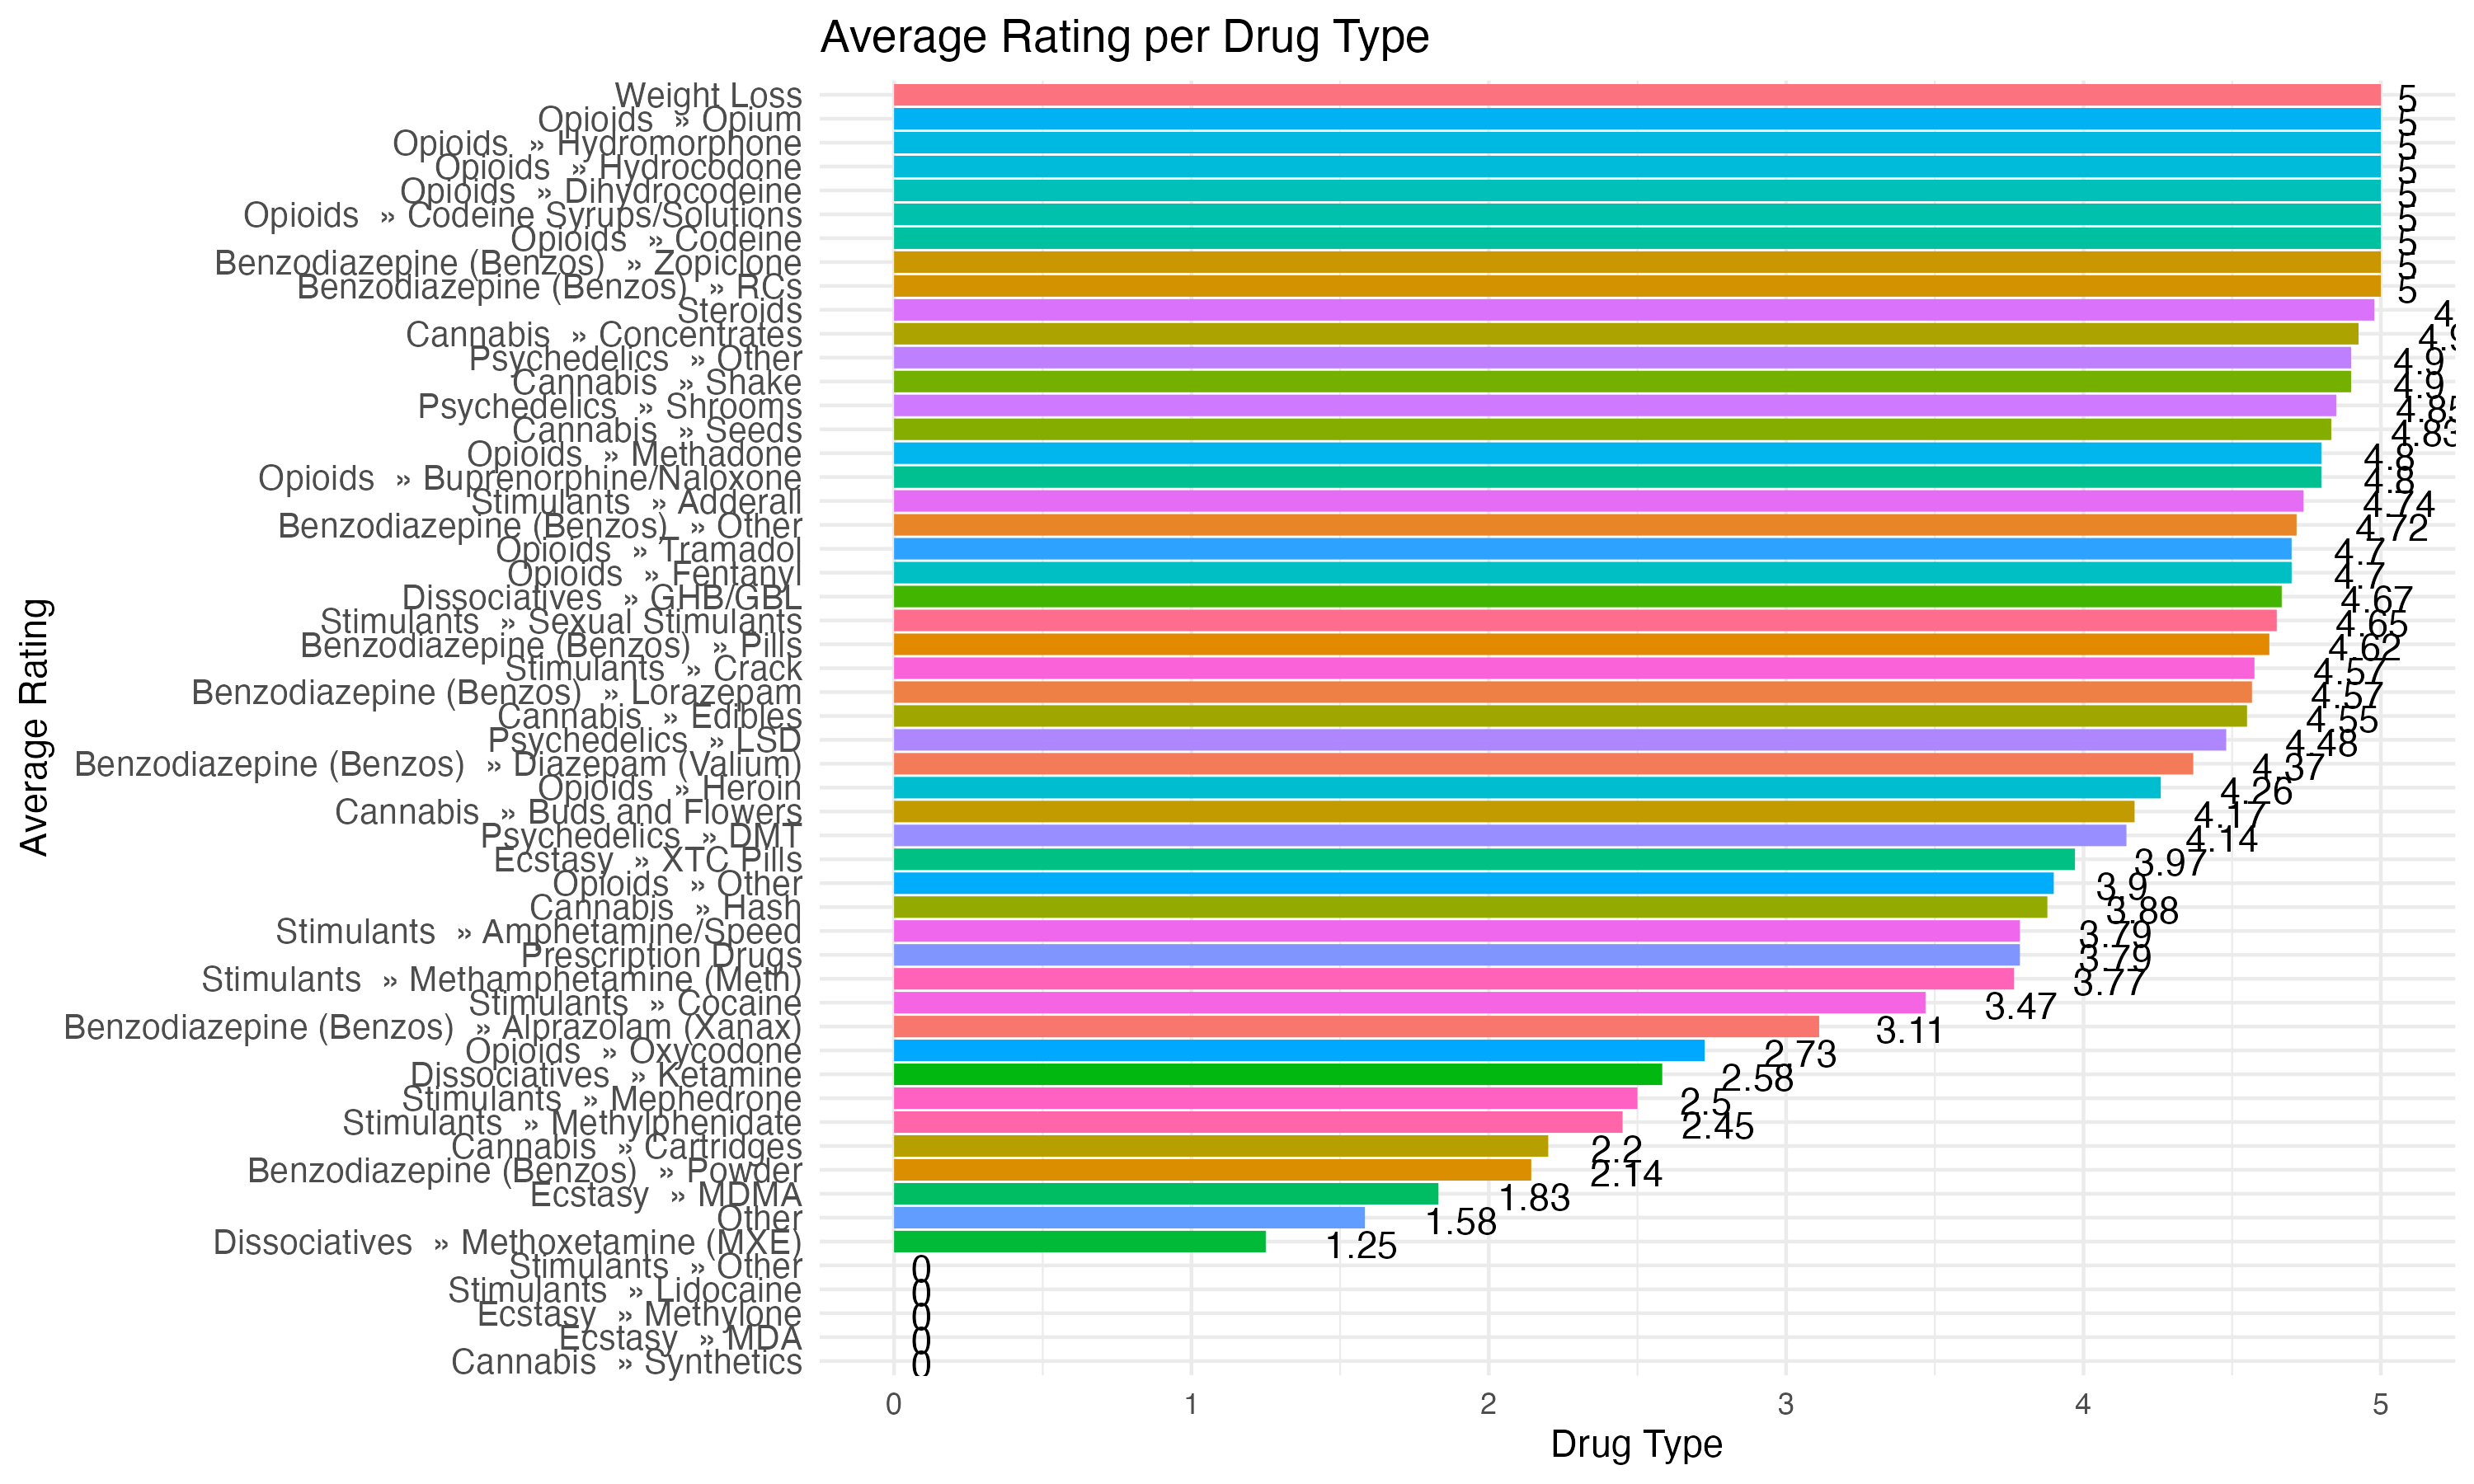 Average Rating per Drug Type
Weight Loss 5
Opioids » Opium 5
Opioids » Hydromorphone 5
Opioids » Hydrocodone 5
Opioids » Dihydrocodeine 5
Opioids » Codeine Syrups/Solutions 5
Opioids » Codeine 5
Benzodiazepine (Benzos) » Zopiclone 5
Benzodiazepine (Benzos) » RCs 5
Steroids 4.
Cannabis » Concentrates 4.9
Psychedelics » Other 4.9
Cannabis » Shake 4.9
Psychedelics » Shrooms 4.85
Cannabis » Seeds 4.83
Opioids » Methadone 4.8
Opioids » Buprenorphine/Naloxone 4.8
Stimulants » Adderall 4.74
Benzodiazepine (Benzos) » Other 4.72
Opioids » Tramadol 4.7
Opioids » Fentanyl 4.7
Dissociatives » GHB/GBL 4.67
Stimulants » Sexual Stimulants 4.65
Benzodiazepine (Benzos) » Pills 4.62
Stimulants » Crack 4.57
Benzodiazepine (Benzos) » Lorazepam 4.57
Cannabis » Edibles 4.55
Psychedelics » LSD 4.48
Benzodiazepine (Benzos) » Diazepam (Valium) 4.37
Opioids » Heroin 4.26
Cannabis » Buds and Flowers 4.17
Psychedelics » DMT 4.14
Ecstasy » XTC Pills 3.97
Opioids » Other 3.9
Cannabis » Hash 3.88
Stimulants » Amphetamine/Speed 3.79
Prescription Drugs 3.79
Stimulants » Methamphetamine (Meth) 3.77
Stimulants » Cocaine 3.47
Benzodiazepine (Benzos) » Alprazolam (Xanax) 3.11
Opioids » Oxycodone 2.73
Dissociatives » Ketamine 2.58
Stimulants » Mephedrone 2.5
Stimulants » Methylphenidate 2.45
Cannabis » Cartridges 2.2
Benzodiazepine (Benzos) » Powder 2.14
Ecstasy » MDMA 1.83
Other 1.58
Dissociatives » Methoxetamine (MXE) 1.25
Stimulants » Other 0
Stimulants » Lidocaine 0
Ecstasy » Methylone 0
Ecstasy » MDA 0
Cannabis » Synthetics 0
0 1 2 3 4 5
Drug Type
Average Rating